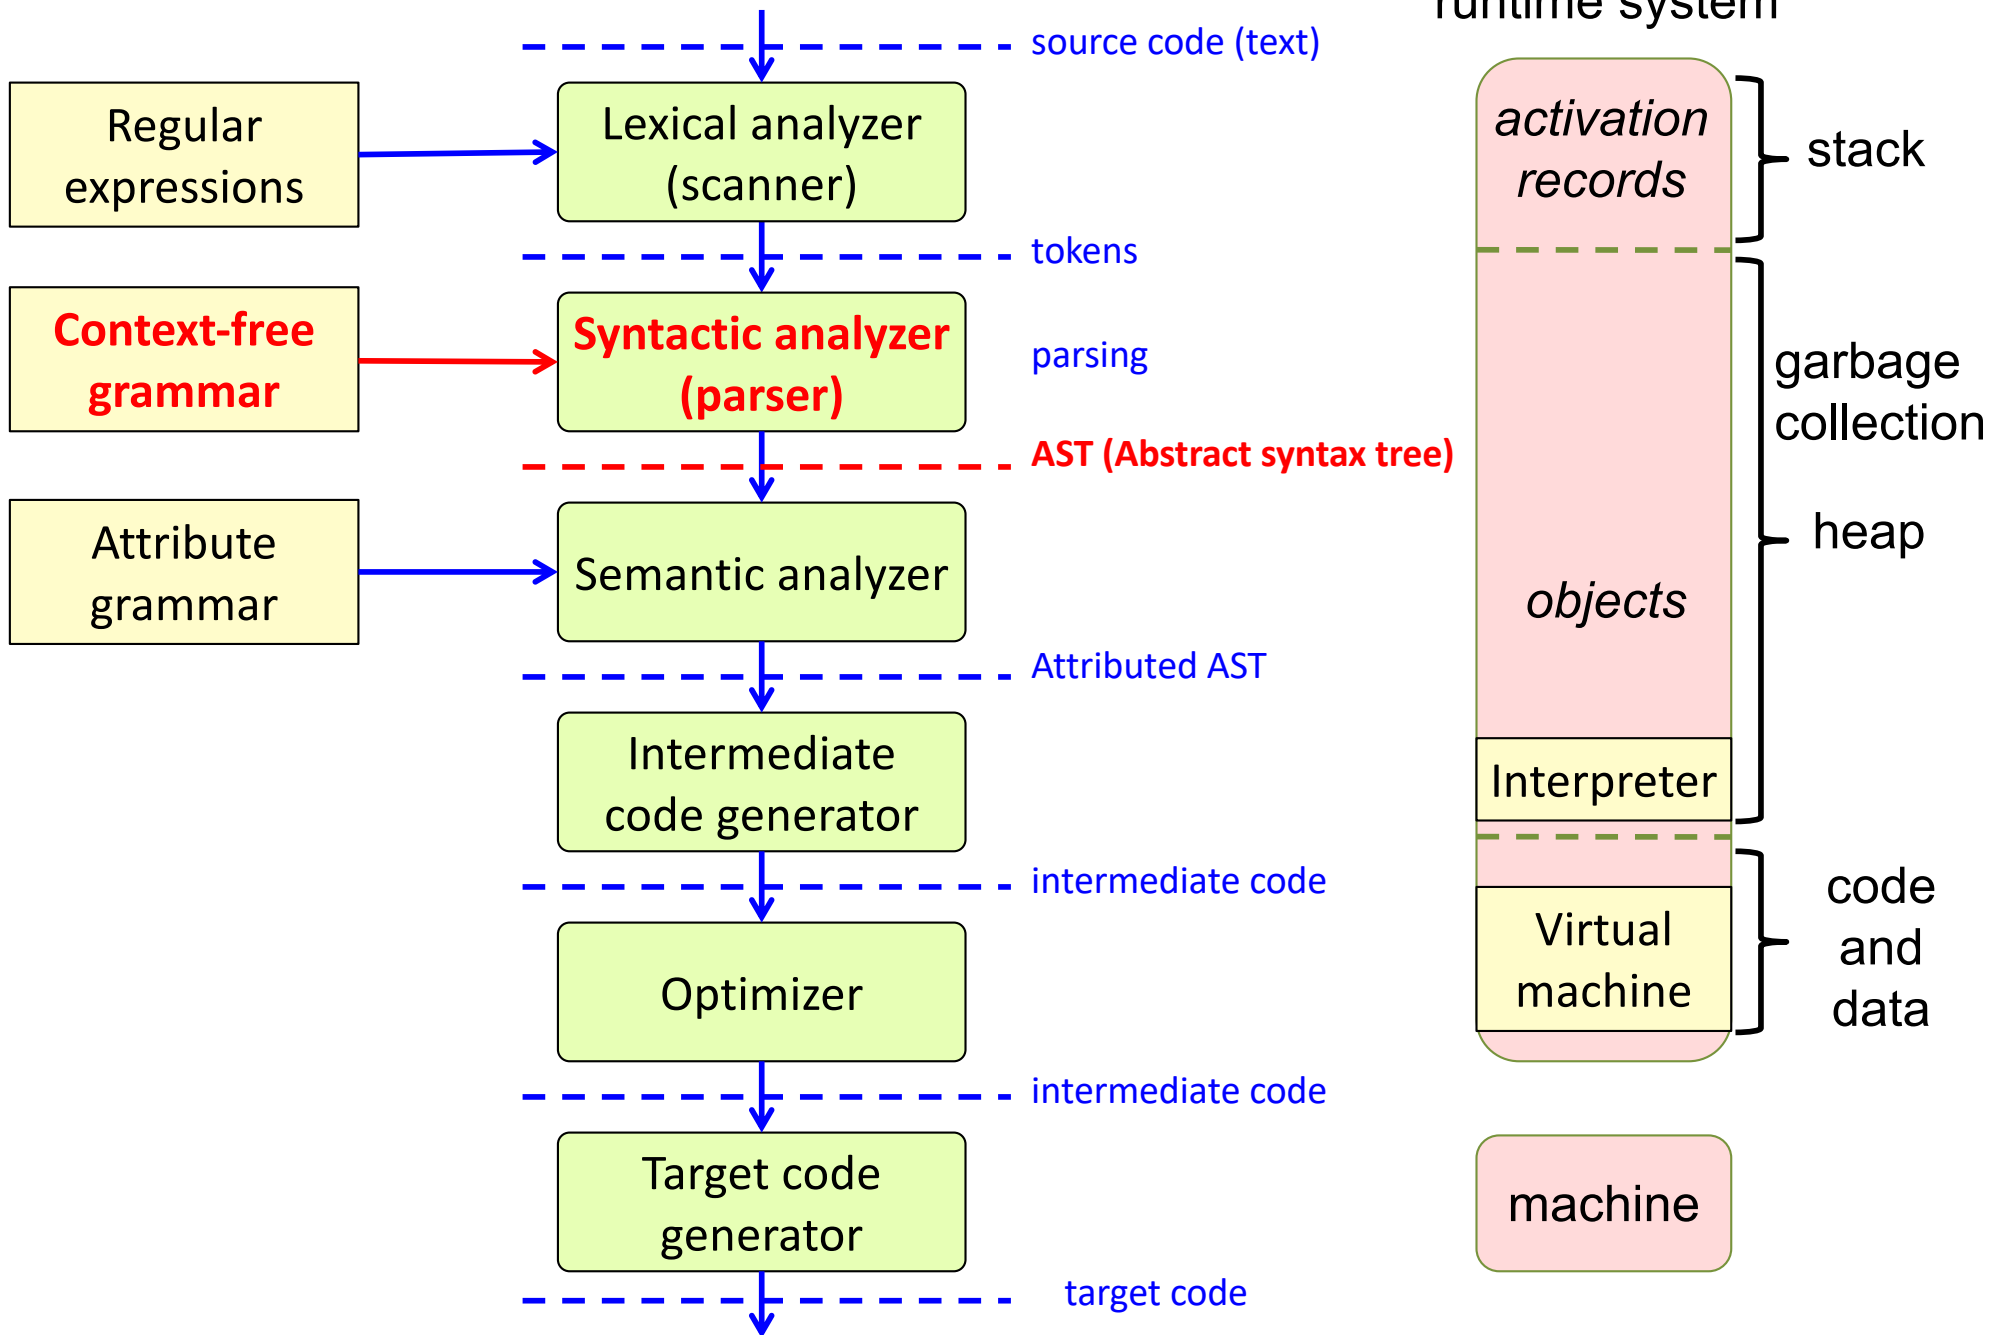 runtime system
source code (text)
Regular
expressions
Lexical analyzer
(scanner)
activation
records
stack
tokens
Context-free
grammar
Syntactic analyzer
(parser)
parsing
garbage
collection
AST (Abstract syntax tree)
Attribute
grammar
Semantic analyzer
heap
objects
Attributed AST
Intermediate
code generator
Interpreter
intermediate code
Optimizer
Virtual
machine
code
and
data
intermediate code
Target code
generator
machine
target code